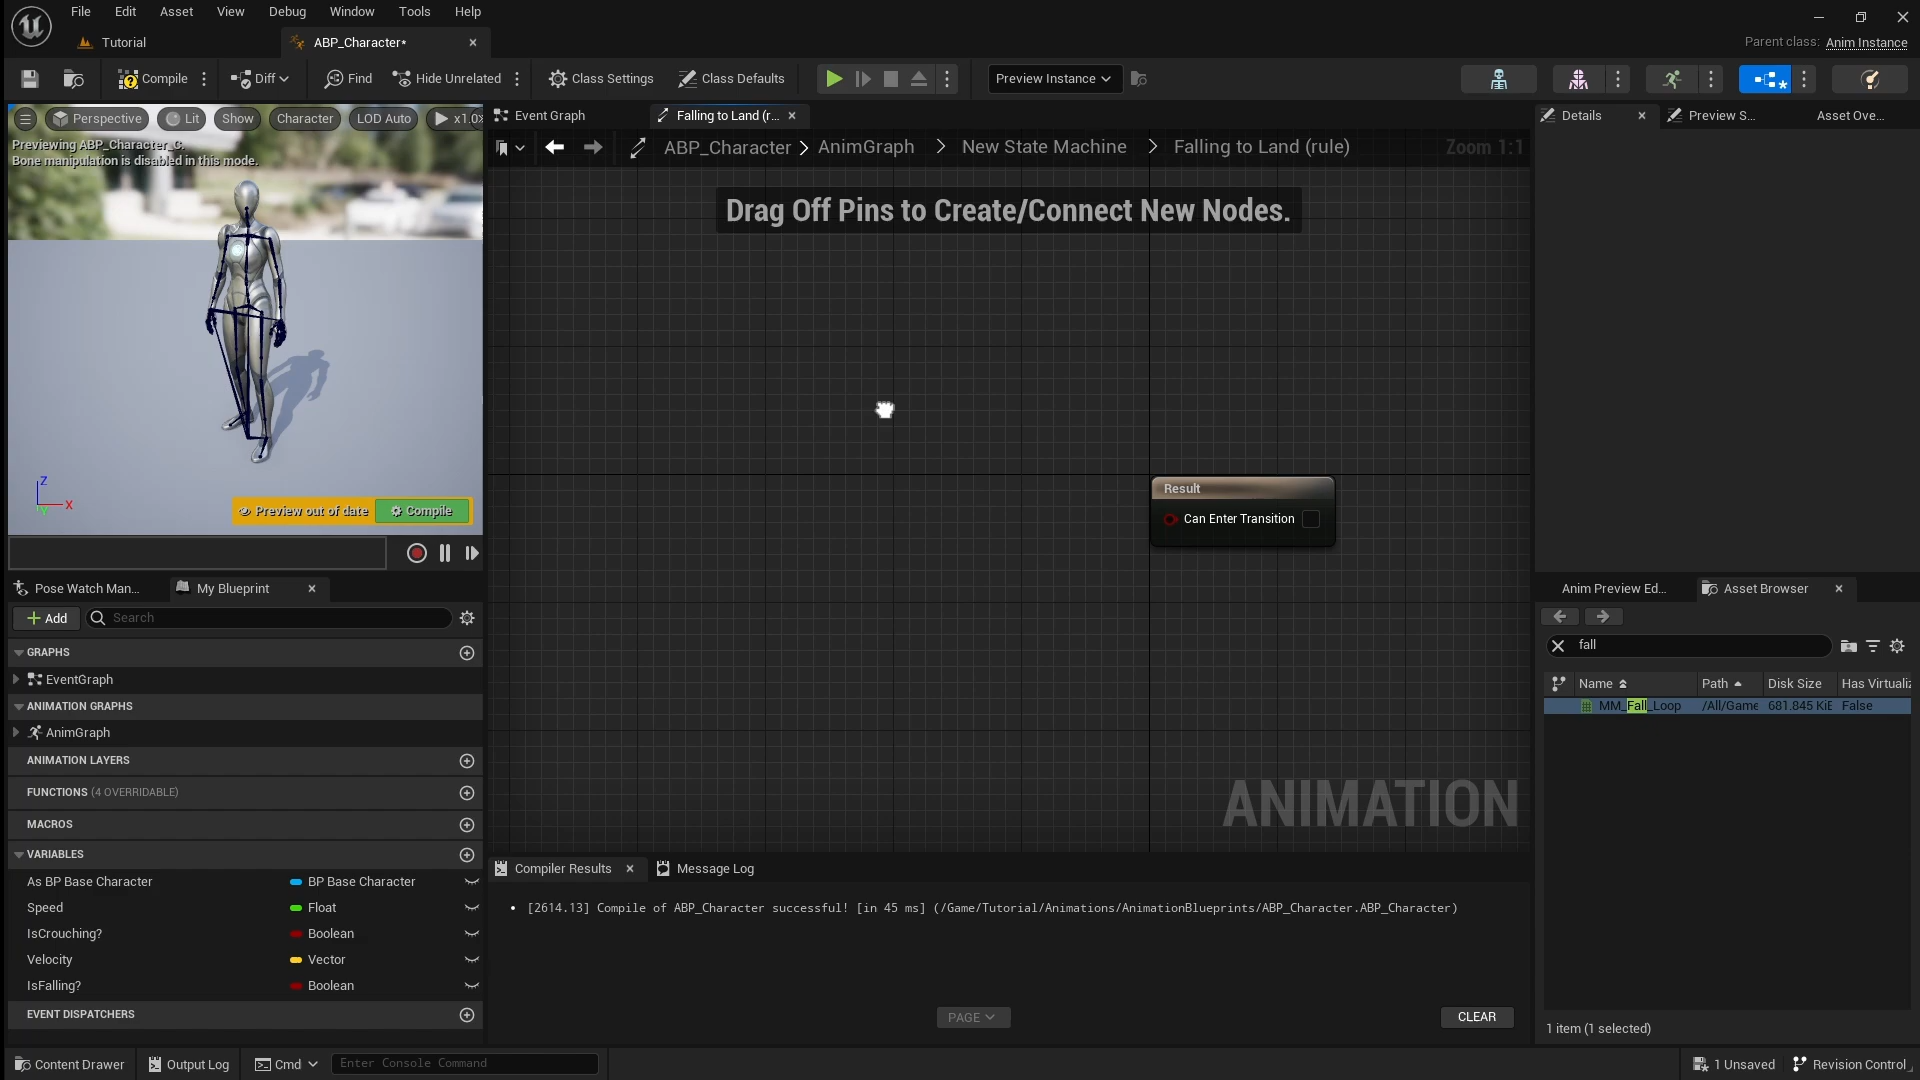 File Edit Asset View Debug Window Tools Help
Tutorial
ABP_Character*
Parent class: Anim Instance
Compile
Diff
Find
Hide Unrelated
Class Settings
Class Defaults
Preview Instance
Perspective
Lit
Show
Character
LOD Auto
x1.0
Previewing ABP_Character_C.
Bone manipulation is disabled in this mode.
Z
X
Y
Preview out of date
Compile
Event Graph
Falling to Land (r...
ABP_Character > AnimGraph > New State Machine > Falling to Land (rule)
Zoom 1:1
Drag Off Pins to Create/Connect New Nodes.
Result
Can Enter Transition
ANIMATION
Details
Preview S...
Asset Ove...
Pose Watch Man...
My Blueprint
Add
Search
GRAPHS
EventGraph
ANIMATION GRAPHS
AnimGraph
ANIMATION LAYERS
FUNCTIONS (4 OVERRIDABLE)
MACROS
VARIABLES
As BP Base Character BP Base Character
Speed Float
IsCrouching? Boolean
Velocity Vector
IsFalling? Boolean
EVENT DISPATCHERS
Compiler Results
Message Log
• [2614.13] Compile of ABP_Character successful! [in 45 ms] (/Game/Tutorial/Animations/AnimationBlueprints/ABP_Character.ABP_Character)
PAGE
CLEAR
Anim Preview Ed...
Asset Browser
fall
Name Path Disk Size Has Virtualiz
MM_Fall_Loop /All/Game 681.845 KiB False
1 item (1 selected)
Content Drawer
Output Log
Cmd
Enter Console Command
1 Unsaved
Revision Control